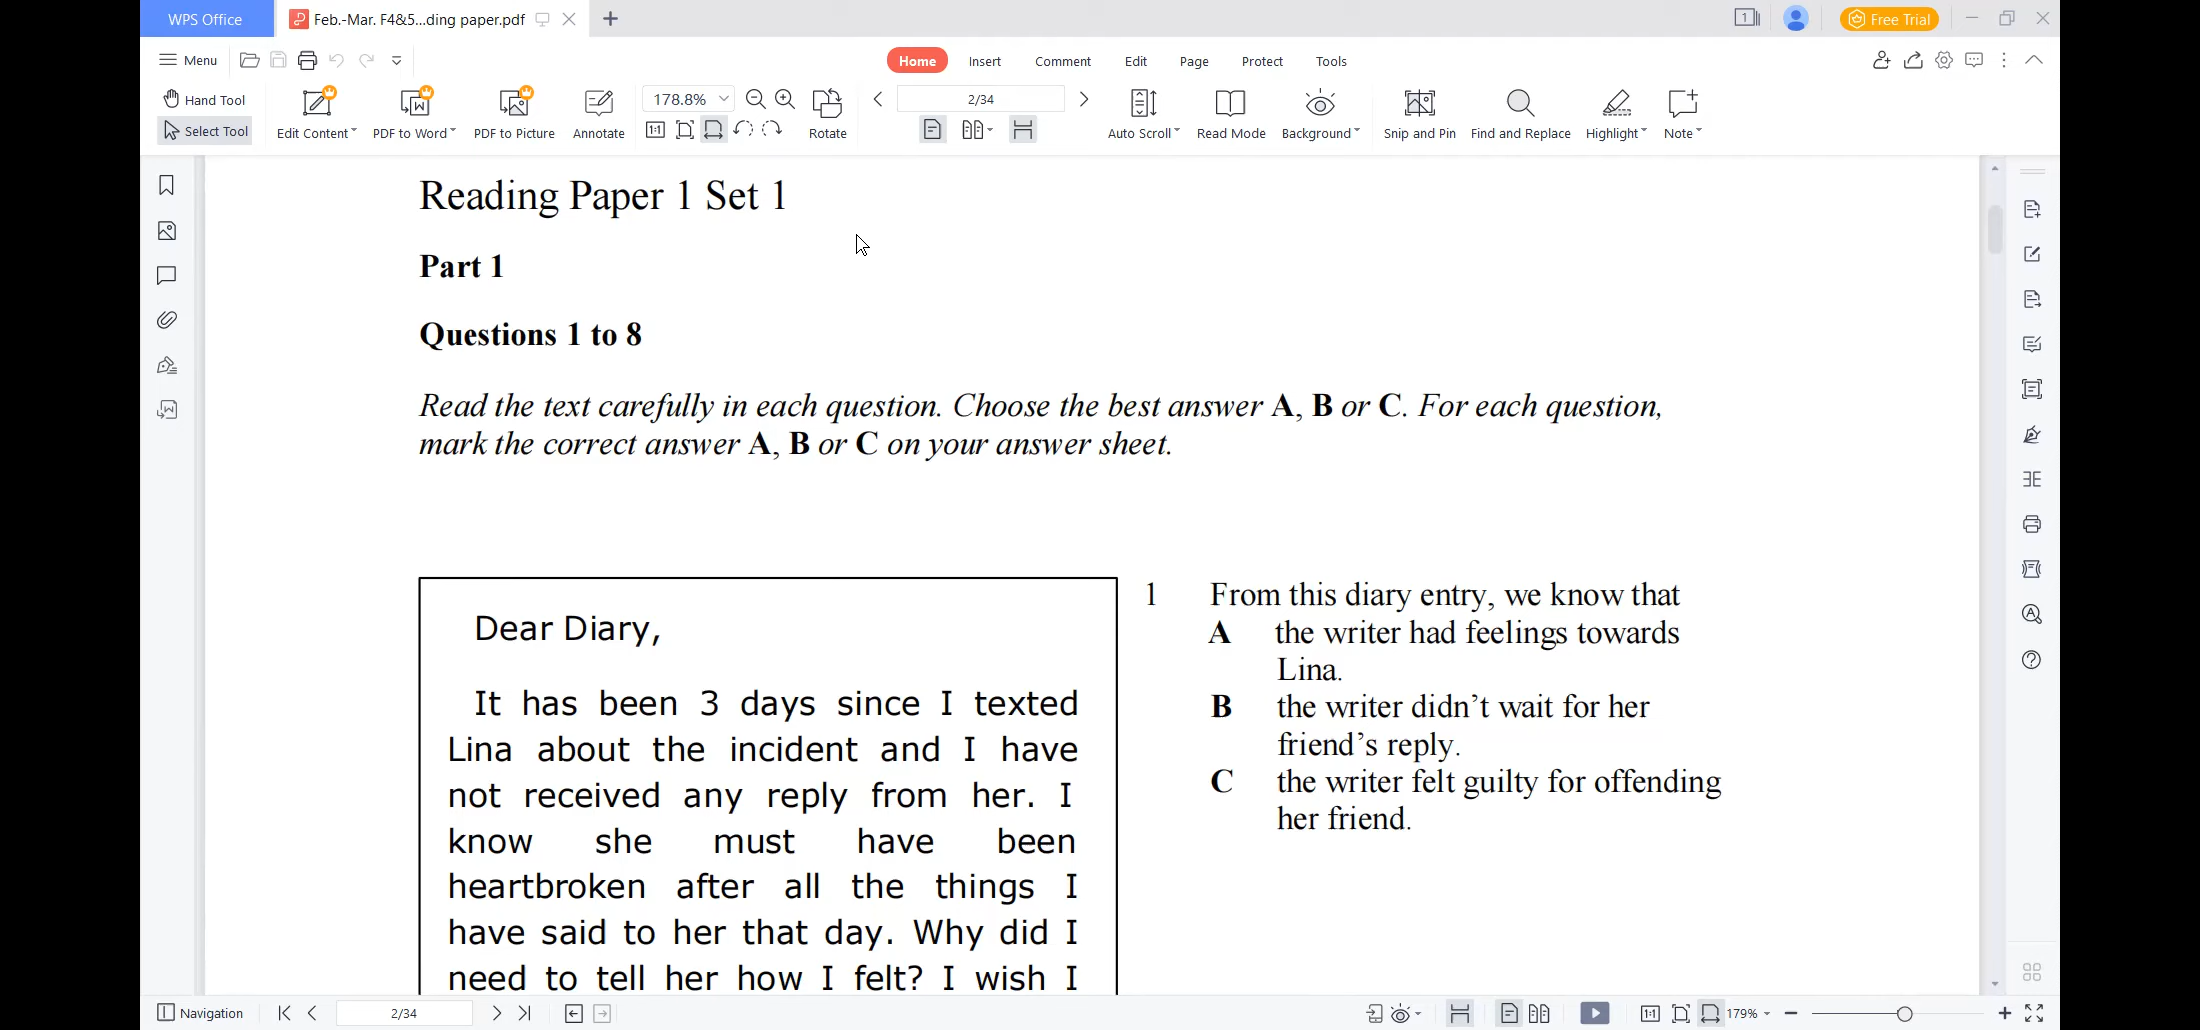 WPS Office
Feb.-Mar. F4&5...ding paper.pdf
1
Free Trial
Menu
Home
Insert
Comment
Edit
Page
Protect
Tools
Hand Tool
Select Tool
Edit Content
PDF to Word
PDF to Picture
Annotate
178.8%
1:1
Rotate
2/34
Auto Scroll
Read Mode
Background
Snip and Pin
Find and Replace
Highlight
Note
Reading Paper 1 Set 1
Part 1
Questions 1 to 8
Read the text carefully in each question. Choose the best answer A, B or C. For each question,
mark the correct answer A, B or C on your answer sheet.
Dear Diary,
It has been 3 days since I texted
Lina about the incident and I have
not received any reply from her. I
know she must have been
heartbroken after all the things I
have said to her that day. Why did I
need to tell her how I felt? I wish I
1 From this diary entry, we know that
A the writer had feelings towards
Lina.
B the writer didn’t wait for her
friend’s reply.
C the writer felt guilty for offending
her friend.
Navigation
2/34
1:1
179%